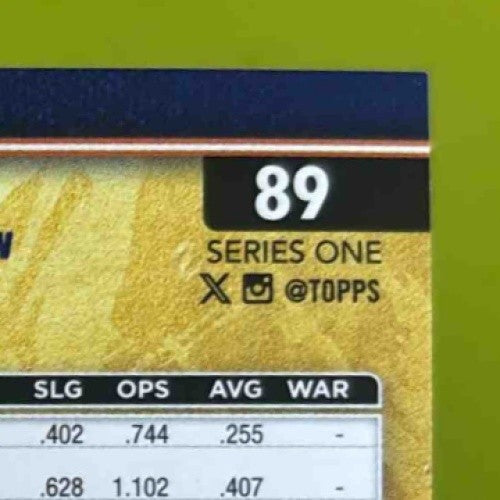 89
SERIES ONE
@TOPPS
SLG OPS AVG WAR
.402 .744 .255 -
.628 1.102 .407 -